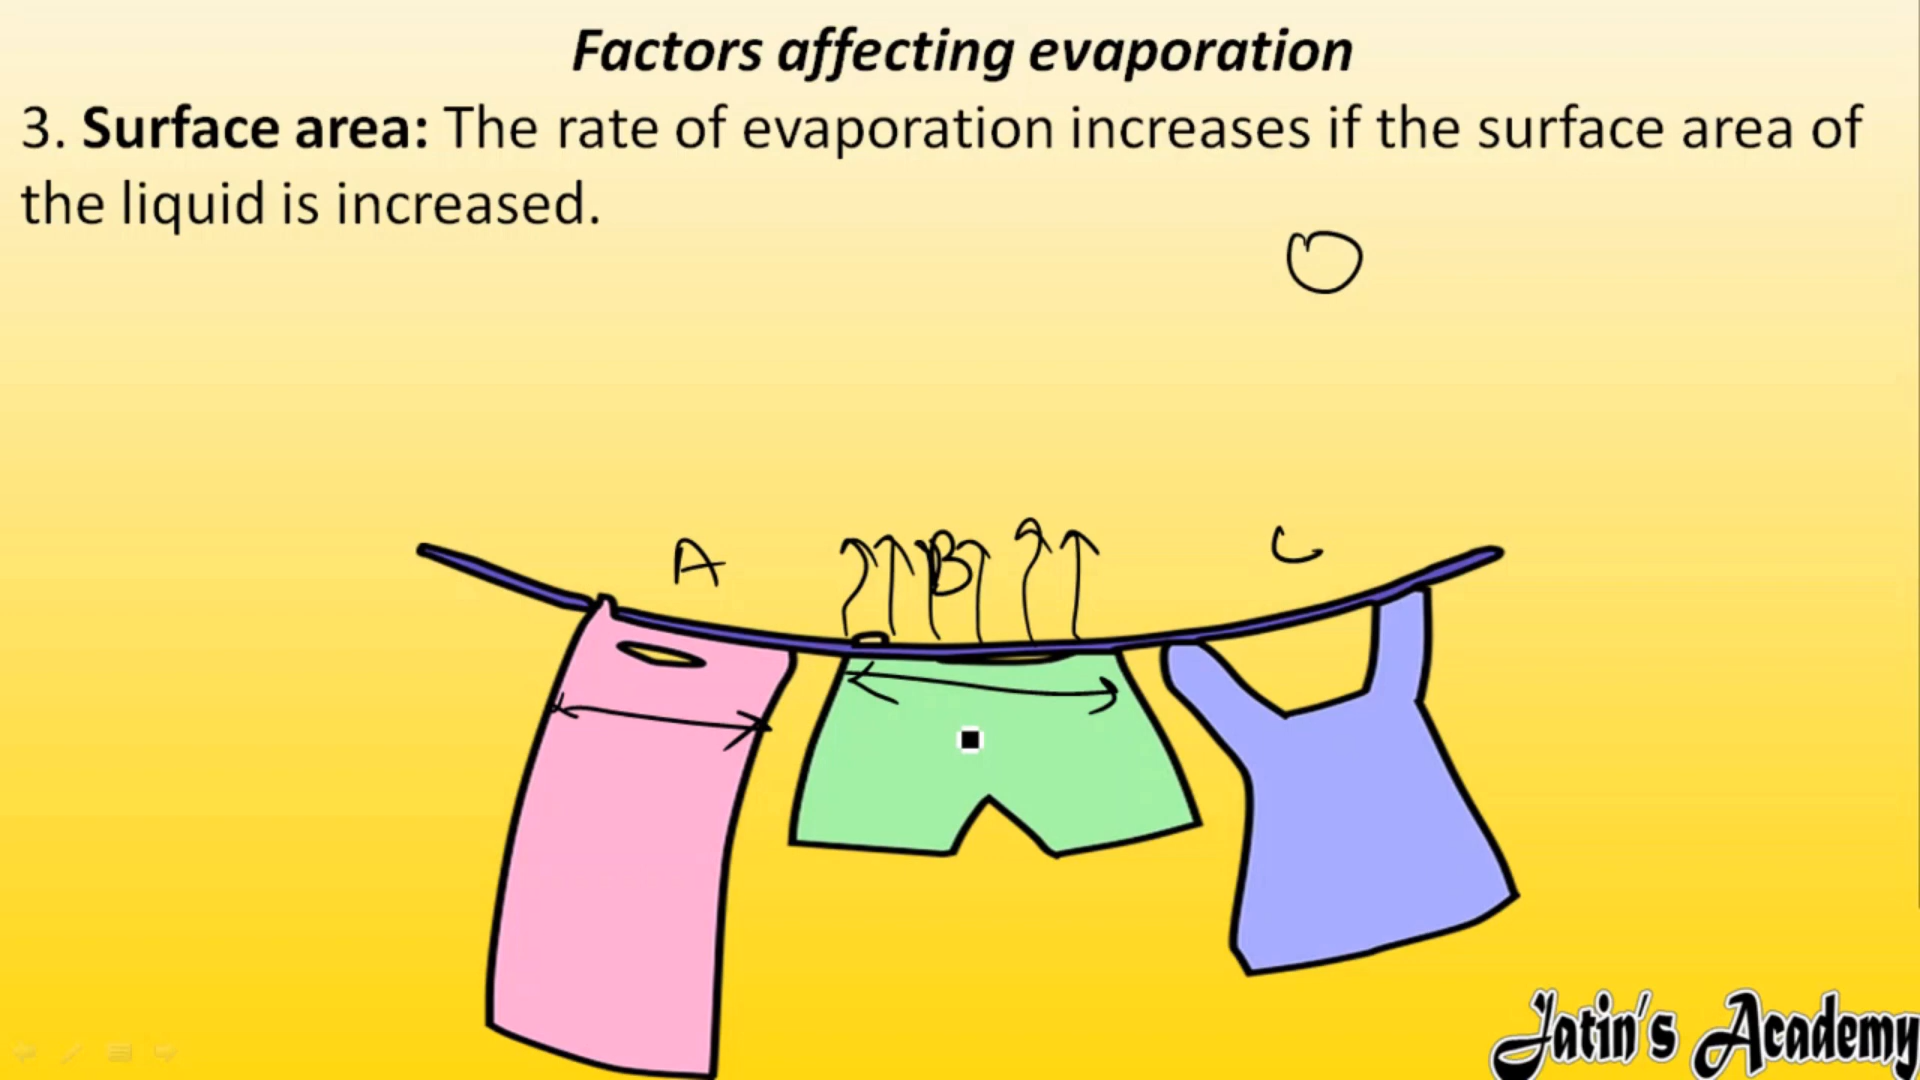 Factors affecting evaporation
3. Surface area: The rate of evaporation increases if the surface area of
the liquid is increased.
A B C
Jatin's Academy